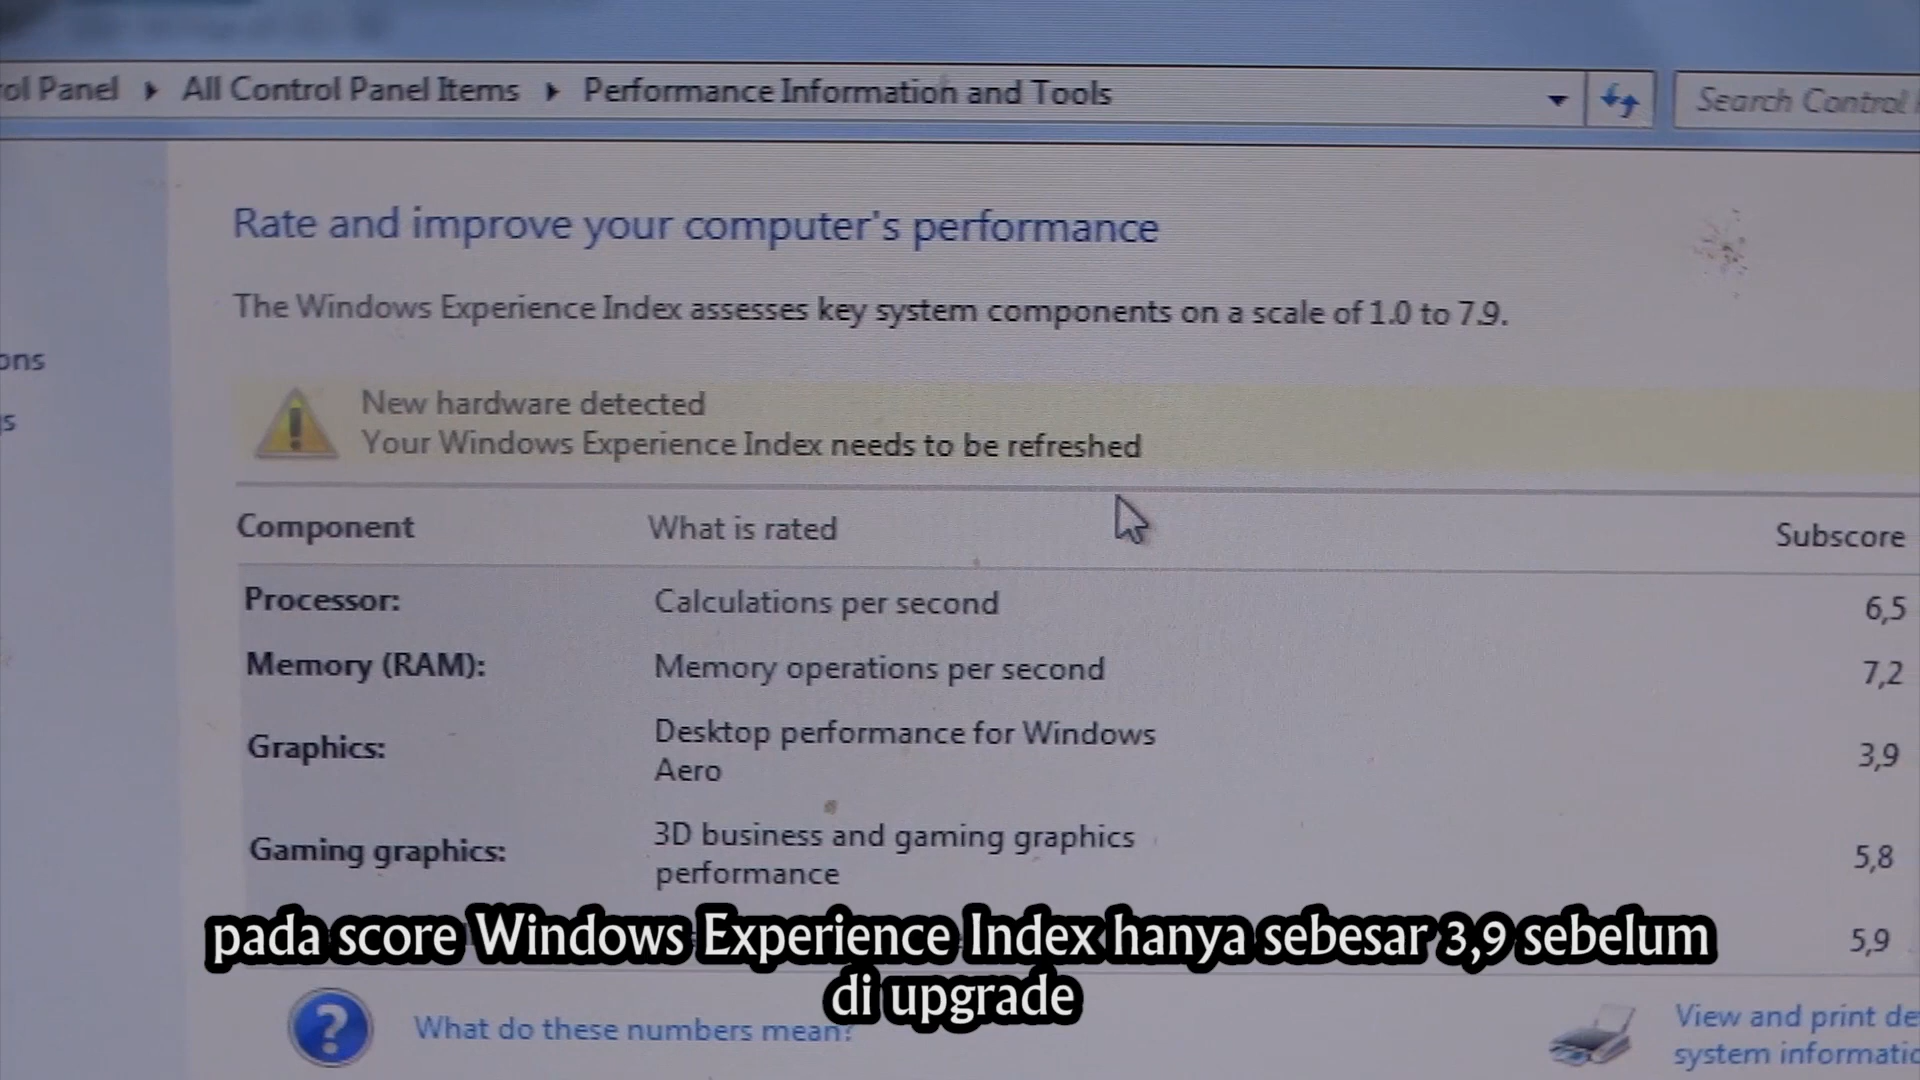 ol Panel ▸ All Control Panel Items ▸ Performance Information and Tools
Search Control
Rate and improve your computer's performance
The Windows Experience Index assesses key system components on a scale of 1.0 to 7.9.
ons
s
New hardware detected
Your Windows Experience Index needs to be refreshed
Component What is rated Subscore
Processor: Calculations per second 6,5
Memory (RAM): Memory operations per second 7,2
Graphics: Desktop performance for Windows
Aero 3,9
Gaming graphics: 3D business and gaming graphics
performance 5,8
5,9
pada score Windows Experience Index hanya sebesar 3,9 sebelum
di upgrade
What do these numbers mean?
View and print de
system informatio